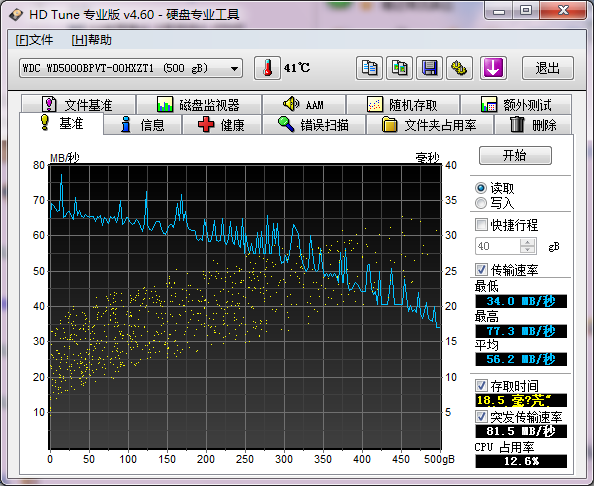 HD Tune 专业版 v4.60 - 硬盘专业工具
[F]文件 [H]帮助
WDC WD5000BPVT-00HXZT1 (500 gB) 41℃ 退出
文件基准 磁盘监视器 AAM 随机存取 额外测试
基准 信息 健康 错误扫描 文件夹占用率 删除
MB/秒 毫秒
80 40
70 35
60 30
50 25
40 20
30 15
20 10
10 5
0 50 100 150 200 250 300 350 400 450 500gB
开始
读取
写入
快捷行程
40 gB
传输速率
最低
34.0 MB/秒
最高
77.3 MB/秒
平均
56.2 MB/秒
存取时间
18.5 毫?艽~
突发传输速率
81.5 MB/秒
CPU 占用率
12.6%